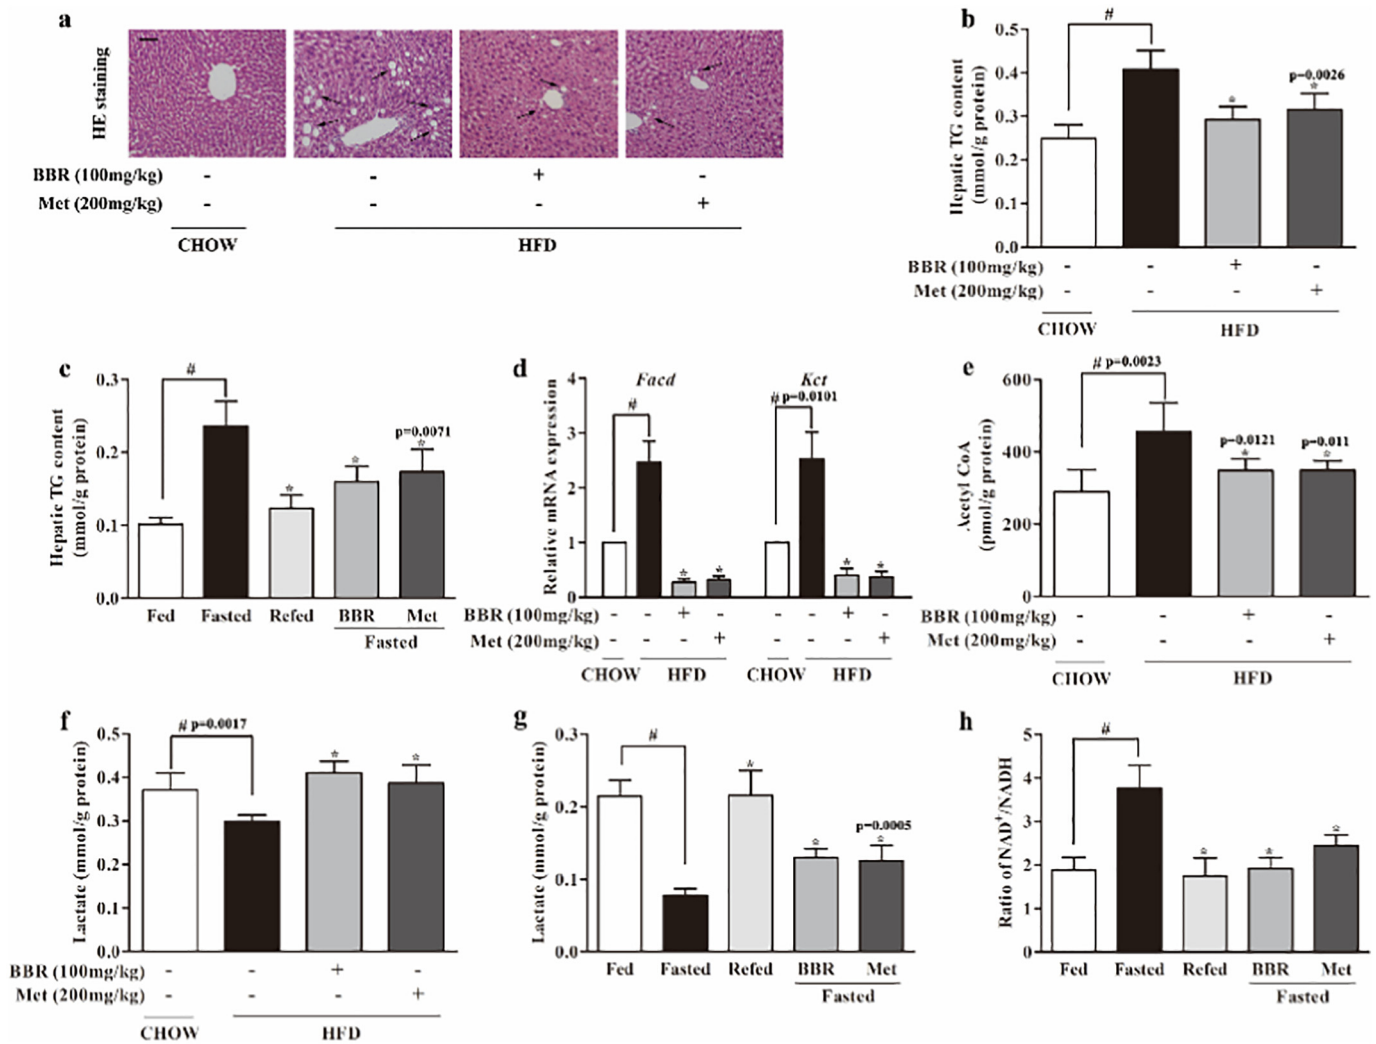 a
HE staining
BBR (100mg/kg) - - + -
Met (200mg/kg) - - - +
CHOW HFD
b
Hepatic TG content
(mmol/g protein)
0.5
0.4
0.3
0.2
0.1
0.0
#
*
p=0.0026
*
BBR (100mg/kg) - - + -
Met (200mg/kg) - - - +
CHOW HFD
c
Hepatic TG content
(mmol/g protein)
0.3
0.2
0.1
0.0
#
*
*
p=0.0071
*
Fed Fasted Refed BBR Met
Fasted
d
Relative mRNA expression
4
3
2
1
0
Facd Kct
#
# p=0.0101
* * * *
BBR (100mg/kg) - - + - - - + -
Met (200mg/kg) - - - + - - - +
CHOW HFD CHOW HFD
e
Acetyl CoA
(pmol/g protein)
600
400
200
0
# p=0.0023
p=0.0121
*
p=0.011
*
BBR (100mg/kg) - - + -
Met (200mg/kg) - - - +
CHOW HFD
f
Lactate (mmol/g protein)
0.5
0.4
0.3
0.2
0.1
0.0
# p=0.0017
* *
BBR (100mg/kg) - - + -
Met (200mg/kg) - - - +
CHOW HFD
g
Lactate (mmol/g protein)
0.3
0.2
0.1
0.0
#
*
*
p=0.0005
*
Fed Fasted Refed BBR Met
Fasted
h
Ratio of NAD+/NADH
5
4
3
2
1
0
#
* * *
Fed Fasted Refed BBR Met
Fasted